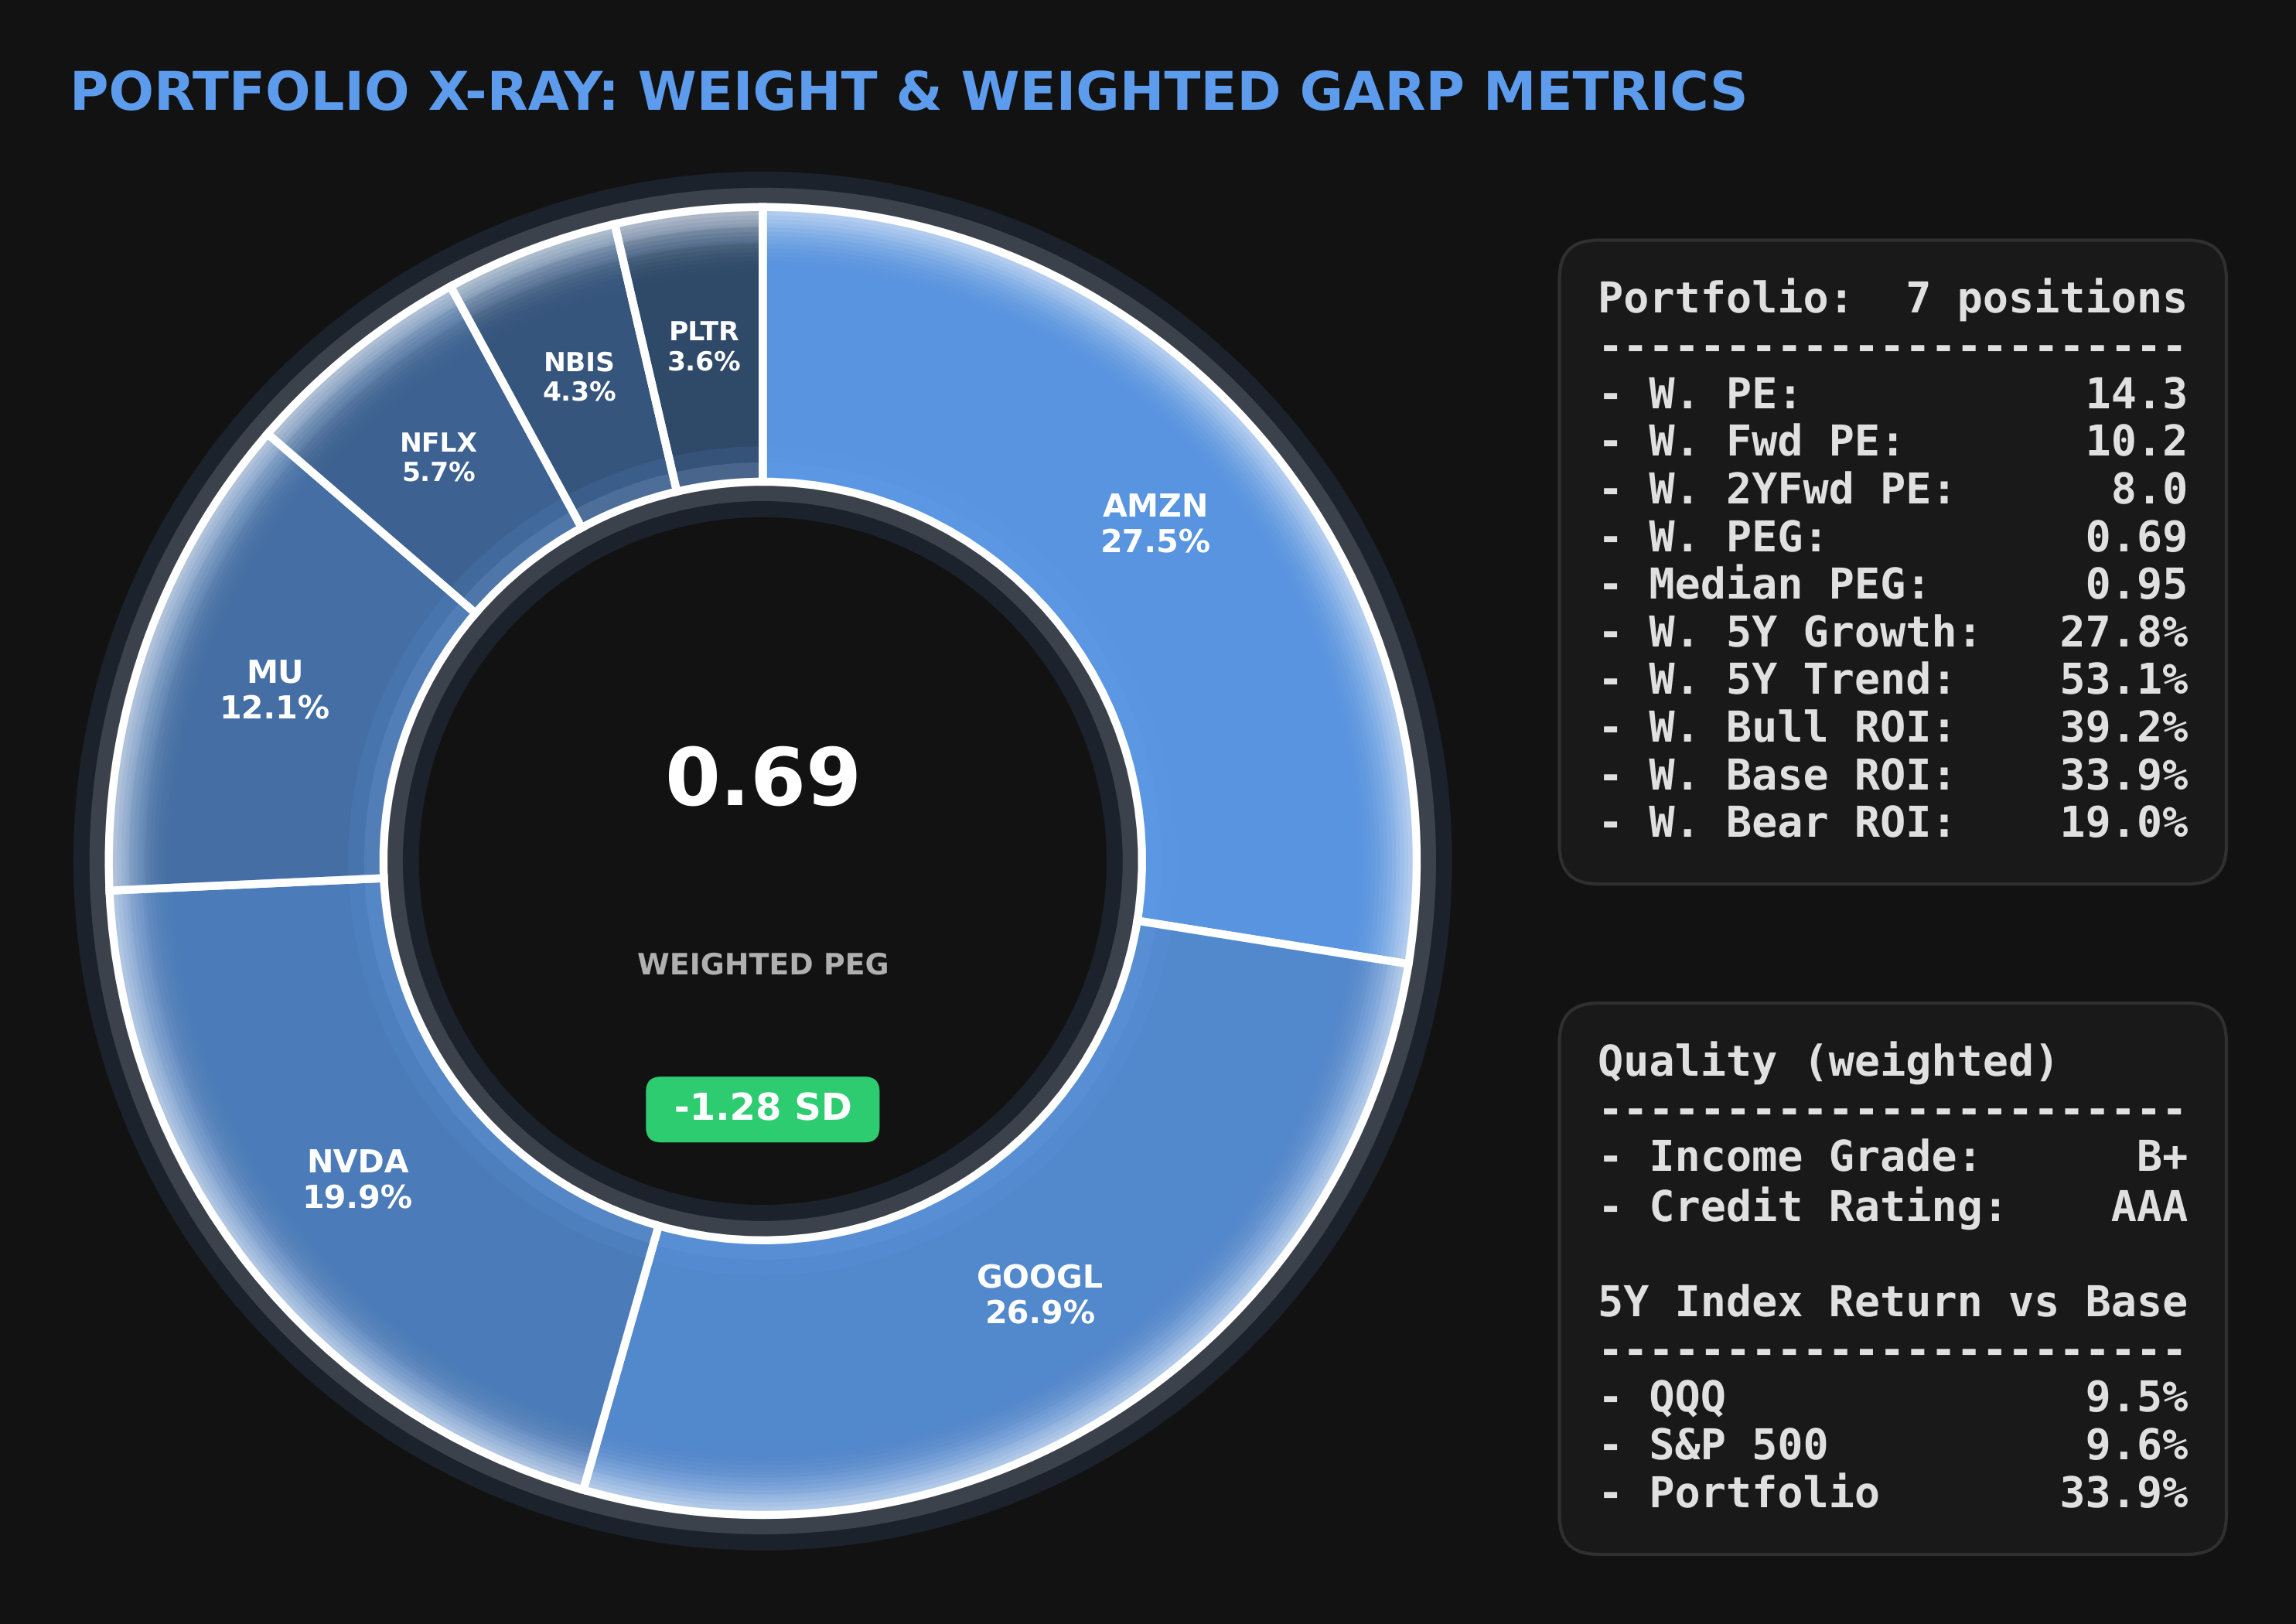 PORTFOLIO X-RAY: WEIGHT & WEIGHTED GARP METRICS
PLTR
3.6%
NBIS
4.3%
NFLX
5.7%
AMZN
27.5%
MU
12.1%
NVDA
19.9%
GOOGL
26.9%
0.69
WEIGHTED PEG
-1.28 SD
Portfolio: 7 positions
-----------------------
- W. PE: 14.3
- W. Fwd PE: 10.2
- W. 2YFwd PE: 8.0
- W. PEG: 0.69
- Median PEG: 0.95
- W. 5Y Growth: 27.8%
- W. 5Y Trend: 53.1%
- W. Bull ROI: 39.2%
- W. Base ROI: 33.9%
- W. Bear ROI: 19.0%
Quality (weighted)
-----------------------
- Income Grade: B+
- Credit Rating: AAA
5Y Index Return vs Base
-----------------------
- QQQ 9.5%
- S&P 500 9.6%
- Portfolio 33.9%